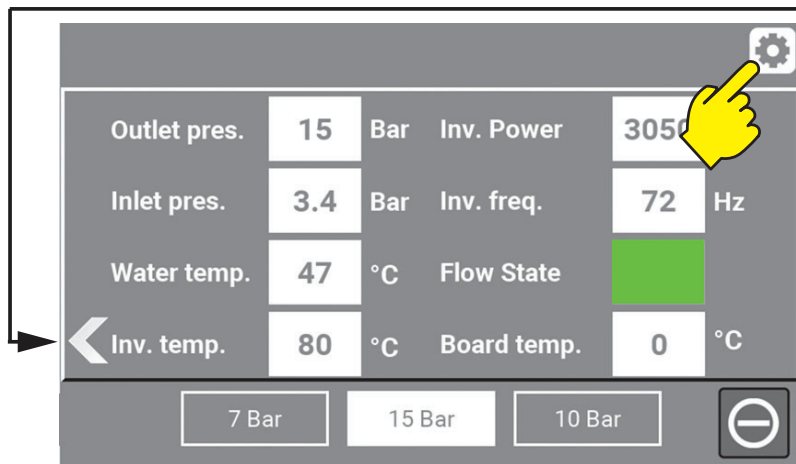 Outlet pres. 15 Bar Inv. Power 3050
Inlet pres. 3.4 Bar Inv. freq. 72 Hz
Water temp. 47 °C Flow State
Inv. temp. 80 °C Board temp. 0 °C
7 Bar 15 Bar 10 Bar